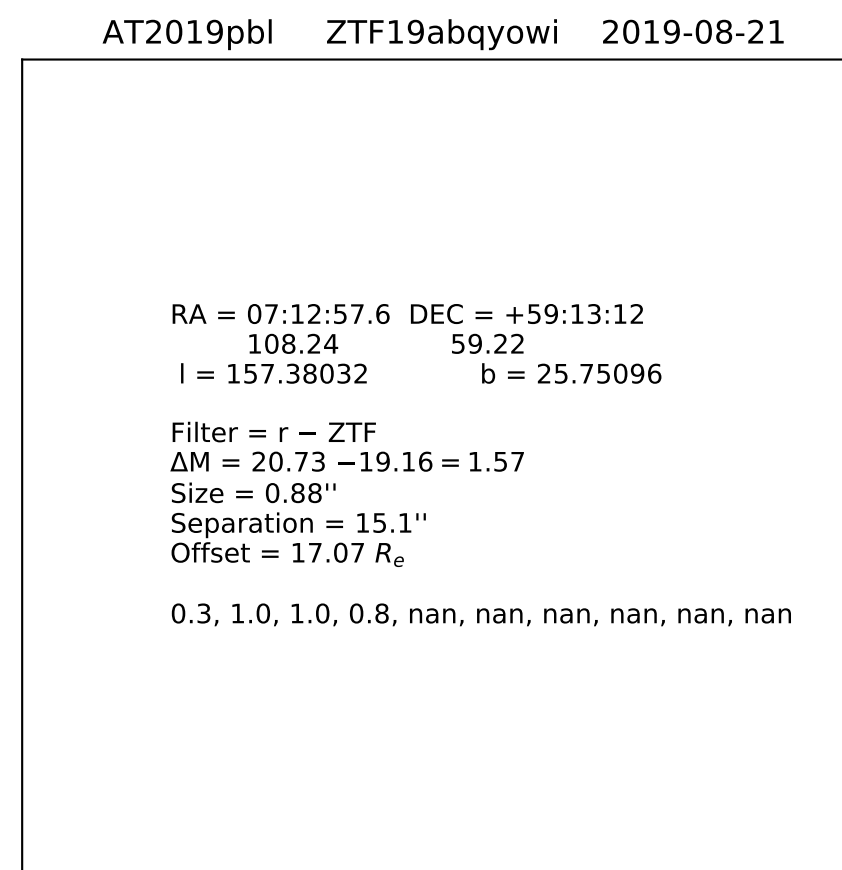 AT2019pbl ZTF19abqyowi 2019-08-21
RA = 07:12:57.6 DEC = +59:13:12
108.24 59.22
l = 157.38032 b = 25.75096
Filter = r − ZTF
ΔM = 20.73 −19.16 = 1.57
Size = 0.88''
Separation = 15.1''
Offset = 17.07 Re
0.3, 1.0, 1.0, 0.8, nan, nan, nan, nan, nan, nan